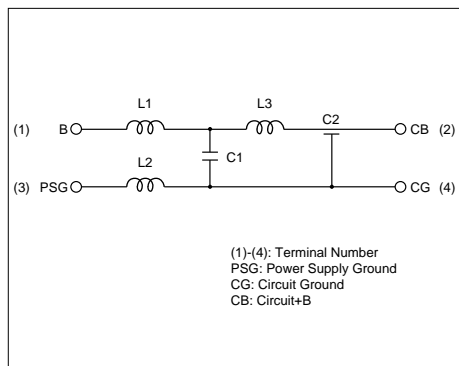 L1 L3 C2
(1) B CB (2)
C1
L2
(3) PSG CG (4)
(1)-(4): Terminal Number
PSG: Power Supply Ground
CG: Circuit Ground
CB: Circuit+B